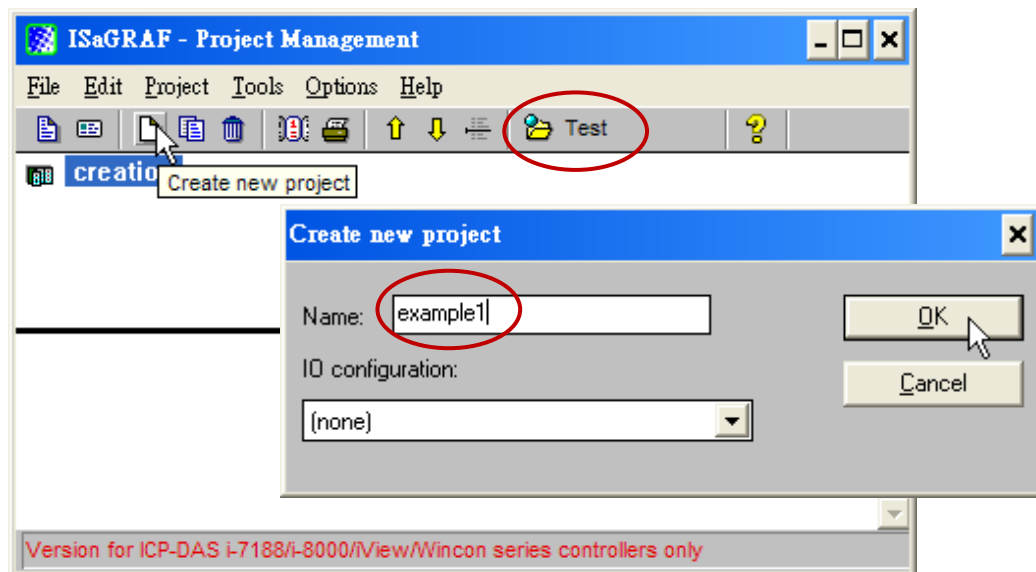 ISaGRAF - Project Management
File Edit Project Tools Options Help
Test
creation
Create new project
Create new project
Name: example1
OK
IO configuration:
Cancel
(none)
Version for ICP-DAS i-7188/i-8000/iView/Wincon series controllers only